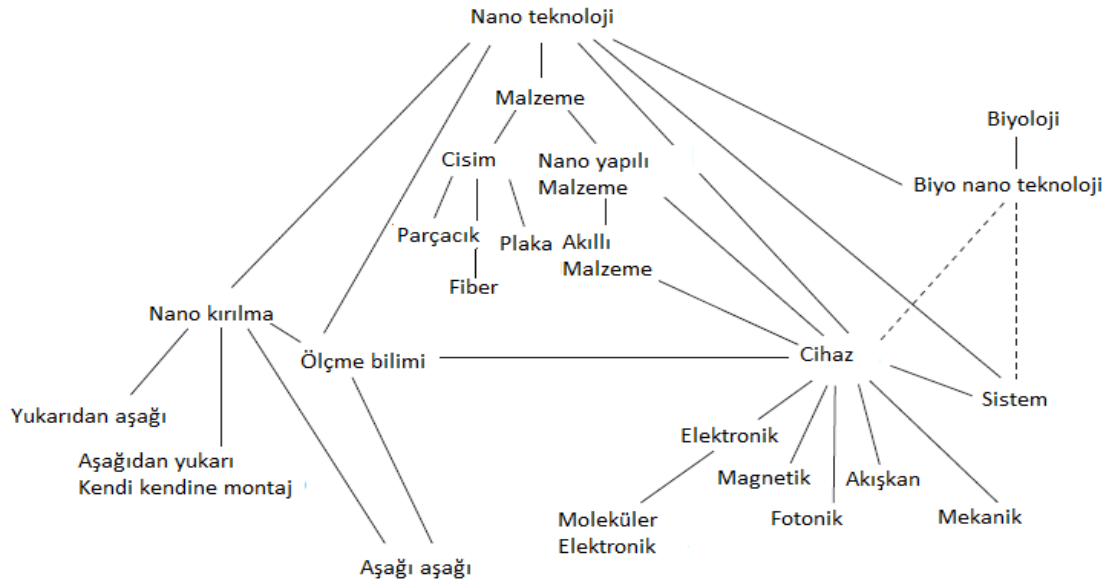 Nano teknoloji
Malzeme
Biyoloji
Cisim
Nano yapılı
Malzeme
Biyo nano teknoloji
Parçacık
Plaka
Akıllı
Malzeme
Fiber
Nano kırılma
Ölçme bilimi
Cihaz
Sistem
Yukarıdan aşağı
Elektronik
Aşağıdan yukarı
Kendi kendine montaj
Magnetik
Akışkan
Moleküler
Elektronik
Fotonik
Mekanik
Aşağı aşağı